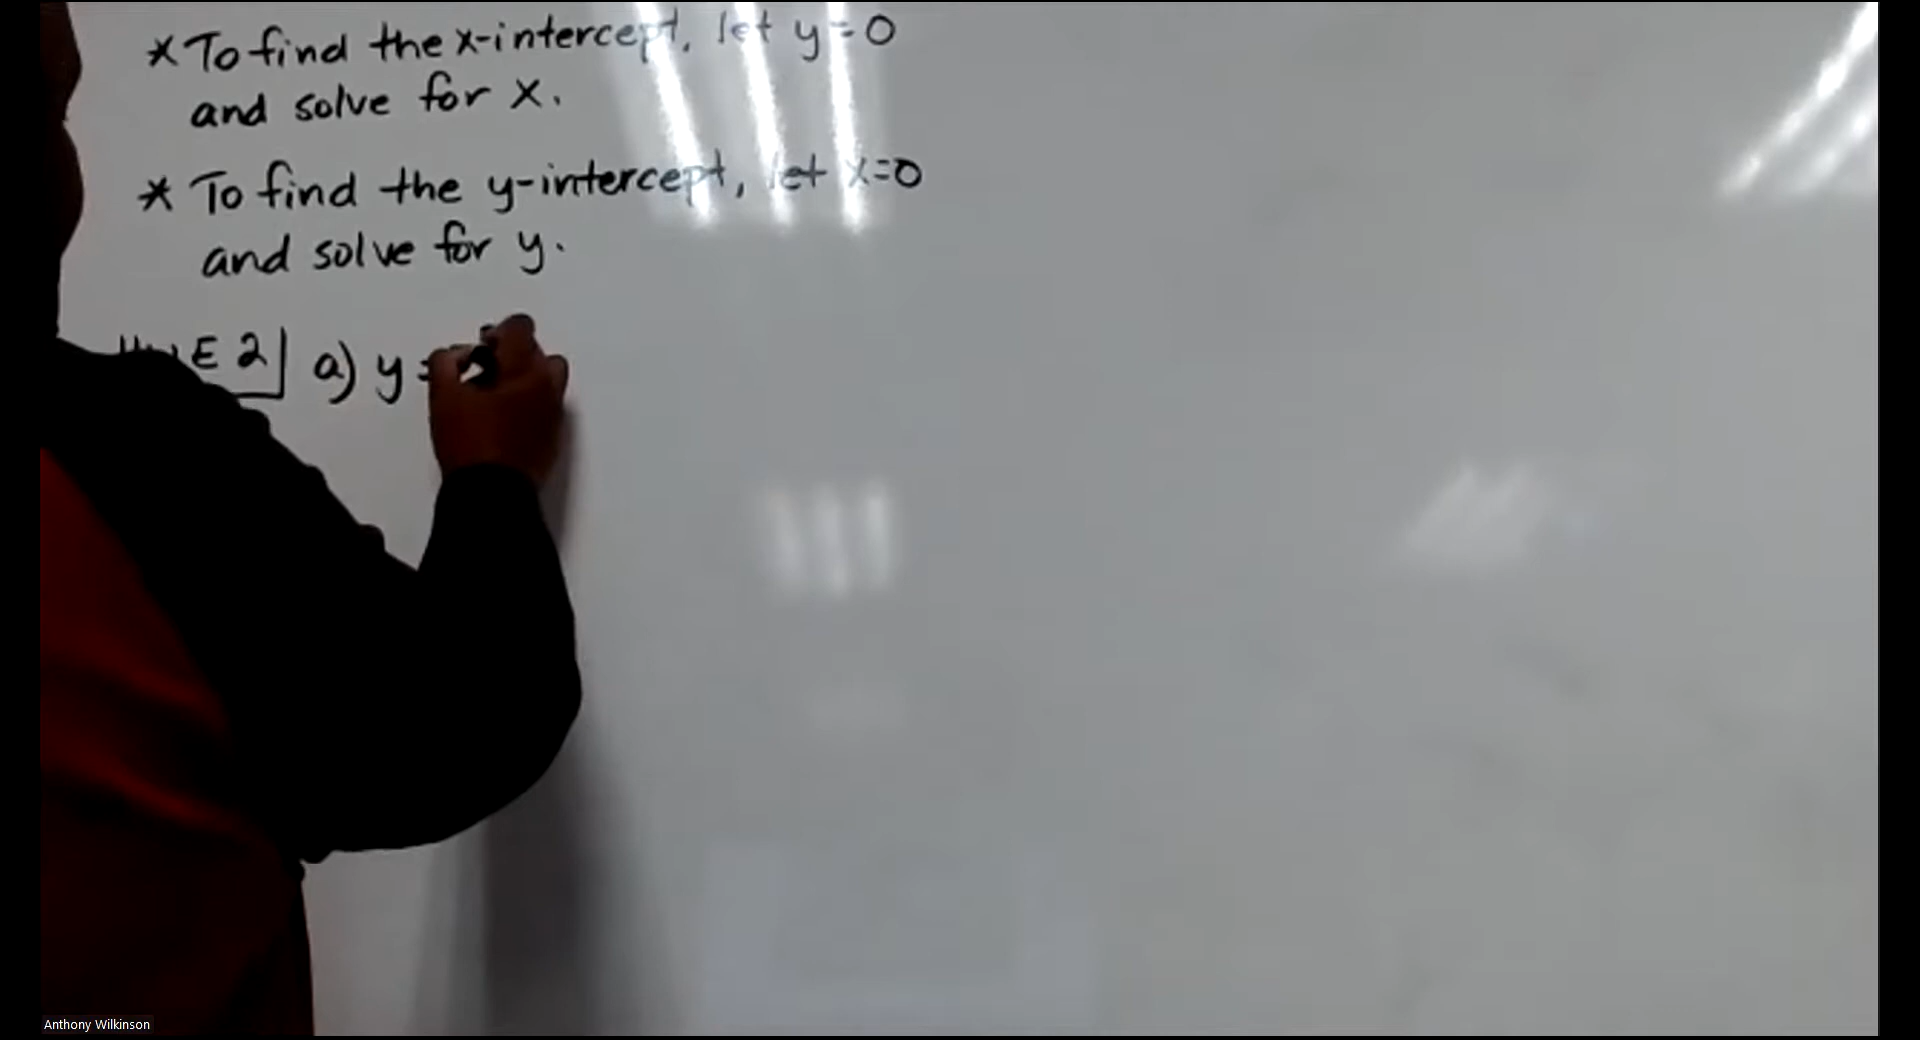 * To find the x-intercept, let y=0
and solve for x.
* To find the y-intercept, let x=0
and solve for y.
E 2 a) y =
Anthony Wilkinson